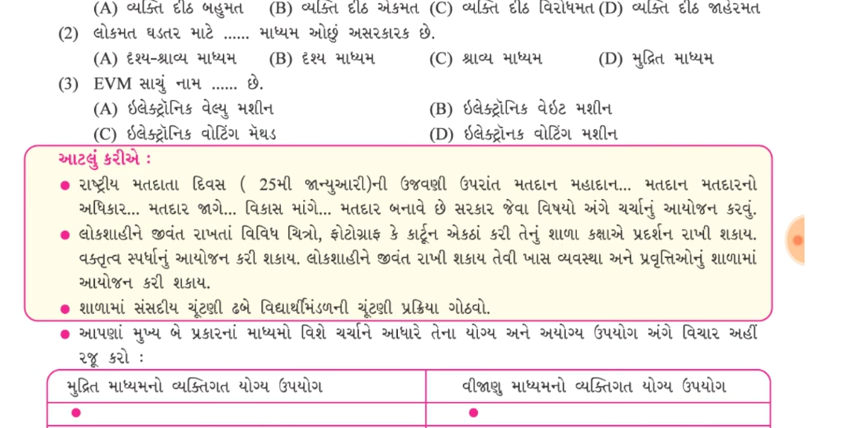 (A) વ્યક્તિ દીઠ બહુમત (B) વ્યક્તિ દીઠ એકમત (C) વ્યક્તિ દીઠ વિરોધમત (D) વ્યક્તિ દીઠ જાહેરમત
(2) લોકમત ઘડતર માટે ...... માધ્યમ ઓછું અસરકારક છે.
(A) દૃશ્ય-શ્રાવ્ય માધ્યમ (B) દૃશ્ય માધ્યમ (C) શ્રાવ્ય માધ્યમ (D) મુદ્રિત માધ્યમ
(3) EVM સાચું નામ ...... છે.
(A) ઇલેક્ટ્રૉનિક વેલ્યુ મશીન (B) ઇલેક્ટ્રૉનિક વેઇટ મશીન
(C) ઇલેક્ટ્રૉનિક વોટિંગ મૅથડ (D) ઇલેક્ટ્રૉનક વોટિંગ મશીન
આટલું કરીએ :
● રાષ્ટ્રીય મતદાતા દિવસ ( 25મી જાન્યુઆરી)ની ઉજવણી ઉપરાંત મતદાન મહાદાન... મતદાન મતદારનો
અધિકાર... મતદાર જાગે... વિકાસ માંગે... મતદાર બનાવે છે સરકાર જેવા વિષયો અંગે ચર્ચાનું આયોજન કરવું.
● લોકશાહીને જીવંત રાખતાં વિવિધ ચિત્રો, ફોટોગ્રાફ કે કાર્ટૂન એકઠાં કરી તેનું શાળા કક્ષાએ પ્રદર્શન રાખી શકાય.
વક્તૃત્વ સ્પર્ધાનું આયોજન કરી શકાય. લોકશાહીને જીવંત રાખી શકાય તેવી ખાસ વ્યવસ્થા અને પ્રવૃત્તિઓનું શાળામાં
આયોજન કરી શકાય.
● શાળામાં સંસદીય ચૂંટણી ઢબે વિદ્યાર્થીમંડળની ચૂંટણી પ્રક્રિયા ગોઠવો.
● આપણાં મુખ્ય બે પ્રકારનાં માધ્યમો વિશે ચર્ચાને આધારે તેના યોગ્ય અને અયોગ્ય ઉપયોગ અંગે વિચાર અહીં
રજૂ કરો :
મુદ્રિત માધ્યમનો વ્યક્તિગત યોગ્ય ઉપયોગ વીજાણુ માધ્યમનો વ્યક્તિગત યોગ્ય ઉપયોગ